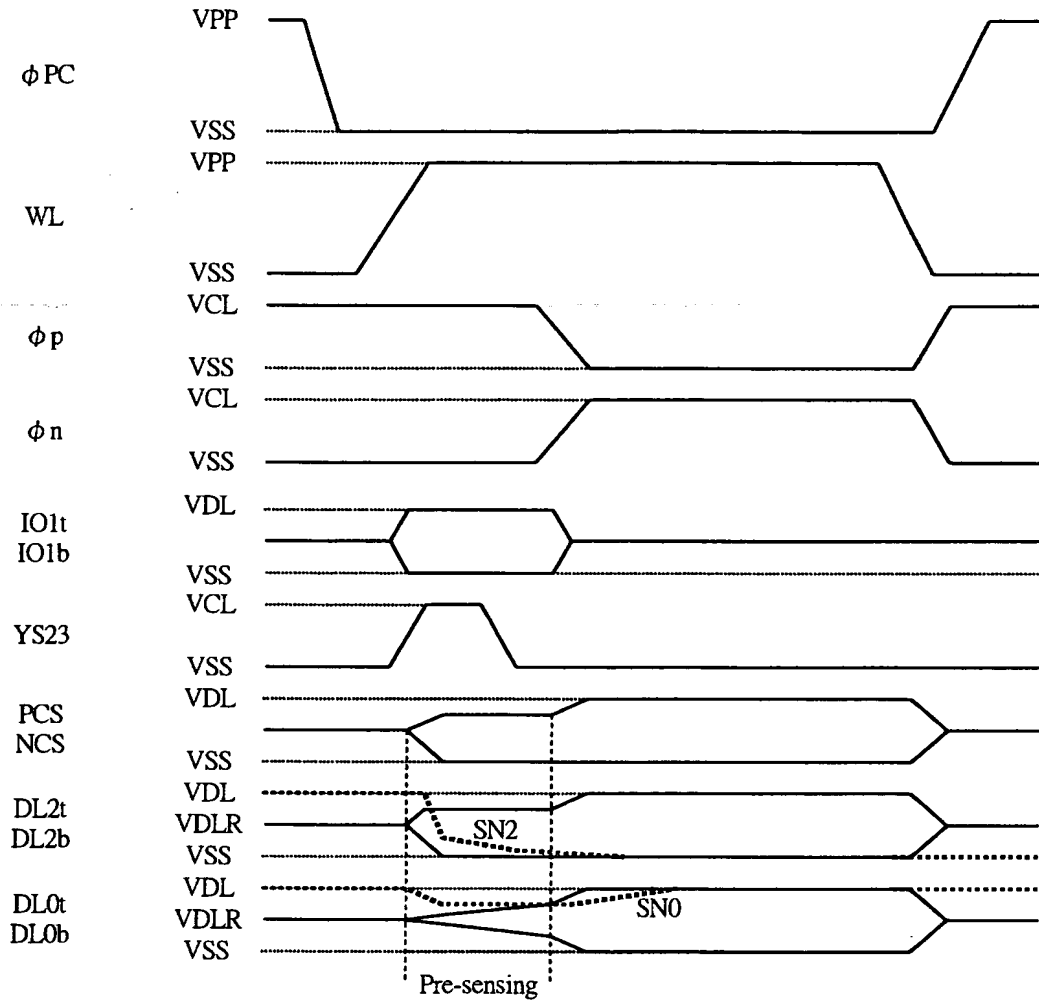 VPP
φPC
VSS
VPP
WL
VSS
VCL
φp
VSS
VCL
φn
VSS
VDL
IO1t
IO1b
VSS
VCL
YS23
VSS
VDL
PCS
NCS
VSS
VDL
DL2t
VDLR
SN2
DL2b
VSS
VDL
DL0t
SN0
VDLR
DL0b
VSS
Pre-sensing